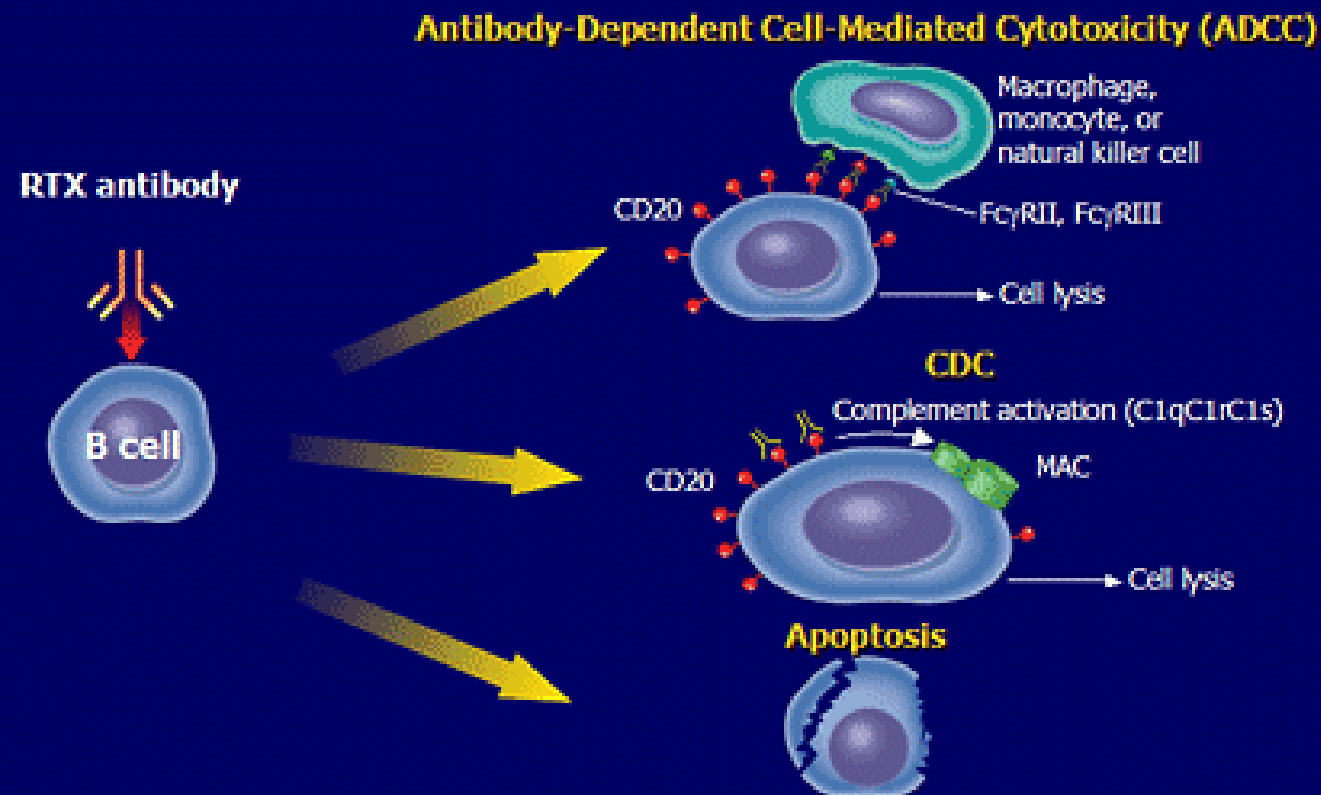 Antibody-Dependent Cell-Mediated Cytotoxicity (ADCC)
Macrophage,
monocyte, or
natural killer cell
RTX antibody
CD20
FcγRII, FcγRIII
Cell lysis
B cell
CDC
Complement activation (C1qC1rC1s)
MAC
CD20
Cell lysis
Apoptosis